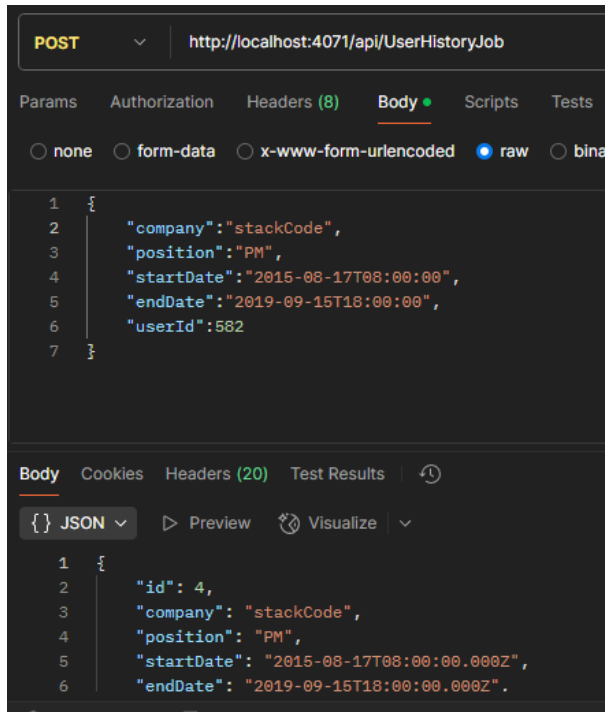 POST http://localhost:4071/api/UserHistoryJob
Params Authorization Headers (8) Body Scripts Tests
none form-data x-www-form-urlencoded raw bina
1 {
2 "company":"stackCode",
3 "position":"PM",
4 "startDate":"2015-08-17T08:00:00",
5 "endDate":"2019-09-15T18:00:00",
6 "userId":582
7 }
Body Cookies Headers (20) Test Results
{} JSON Preview Visualize
1 {
2 "id": 4,
3 "company": "stackCode",
4 "position": "PM",
5 "startDate": "2015-08-17T08:00:00.000Z",
6 "endDate": "2019-09-15T18:00:00.000Z",